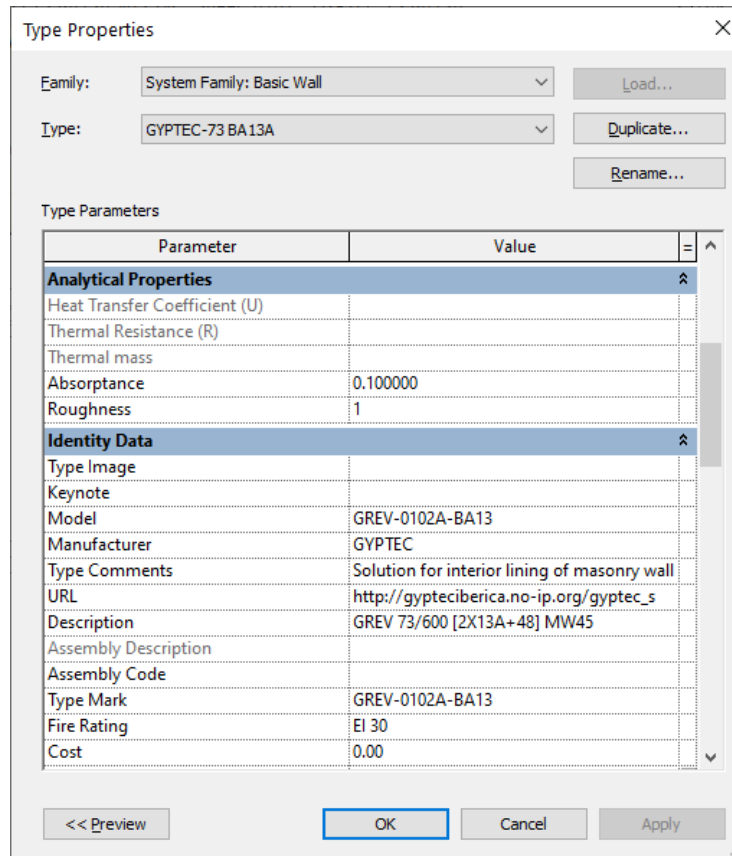 Type Properties
Family: System Family: Basic Wall Load...
Type: GYPTEC-73 BA13A Duplicate...
Rename...
Type Parameters
Parameter Value =
Analytical Properties
Heat Transfer Coefficient (U)
Thermal Resistance (R)
Thermal mass
Absorptance 0.100000
Roughness 1
Identity Data
Type Image
Keynote
Model GREV-0102A-BA13
Manufacturer GYPTEC
Type Comments Solution for interior lining of masonry wall
URL http://gypteciberica.no-ip.org/gyptec_s
Description GREV 73/600 [2X13A+48] MW45
Assembly Description
Assembly Code
Type Mark GREV-0102A-BA13
Fire Rating EI 30
Cost 0.00
<< Preview OK Cancel Apply